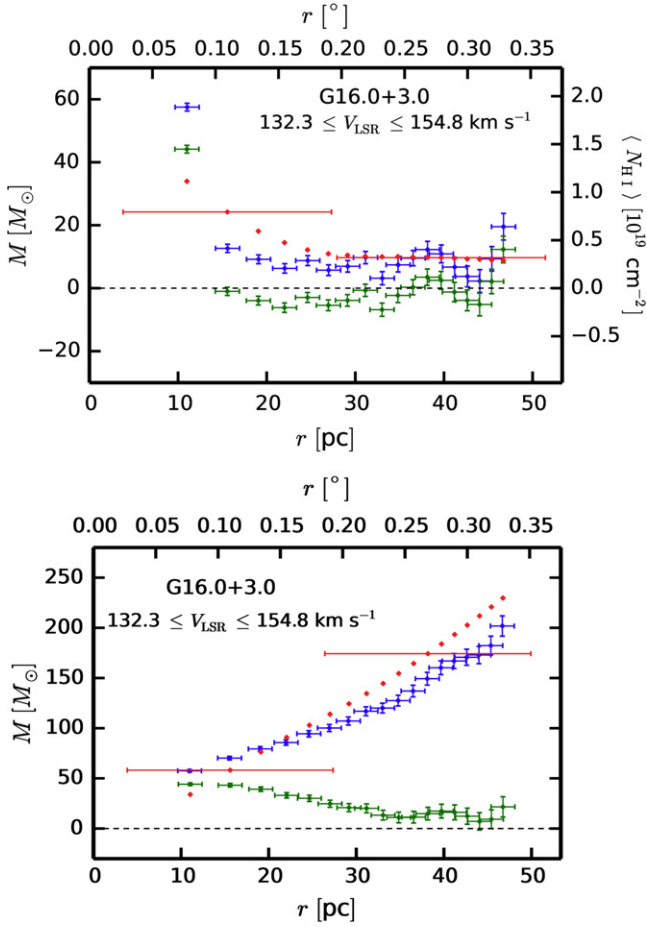 r [°]
0.00 0.05 0.10 0.15 0.20 0.25 0.30 0.35
G16.0+3.0
132.3 ≤ V_LSR ≤ 154.8 km s⁻¹
60
40
20
0
−20
M [M⊙]
2.0
1.5
1.0
0.5
0.0
−0.5
⟨ N_H I ⟩ [10¹⁹ cm⁻²]
0 10 20 30 40 50
r [pc]
r [°]
0.00 0.05 0.10 0.15 0.20 0.25 0.30 0.35
G16.0+3.0
132.3 ≤ V_LSR ≤ 154.8 km s⁻¹
250
200
150
100
50
0
M [M⊙]
0 10 20 30 40 50
r [pc]